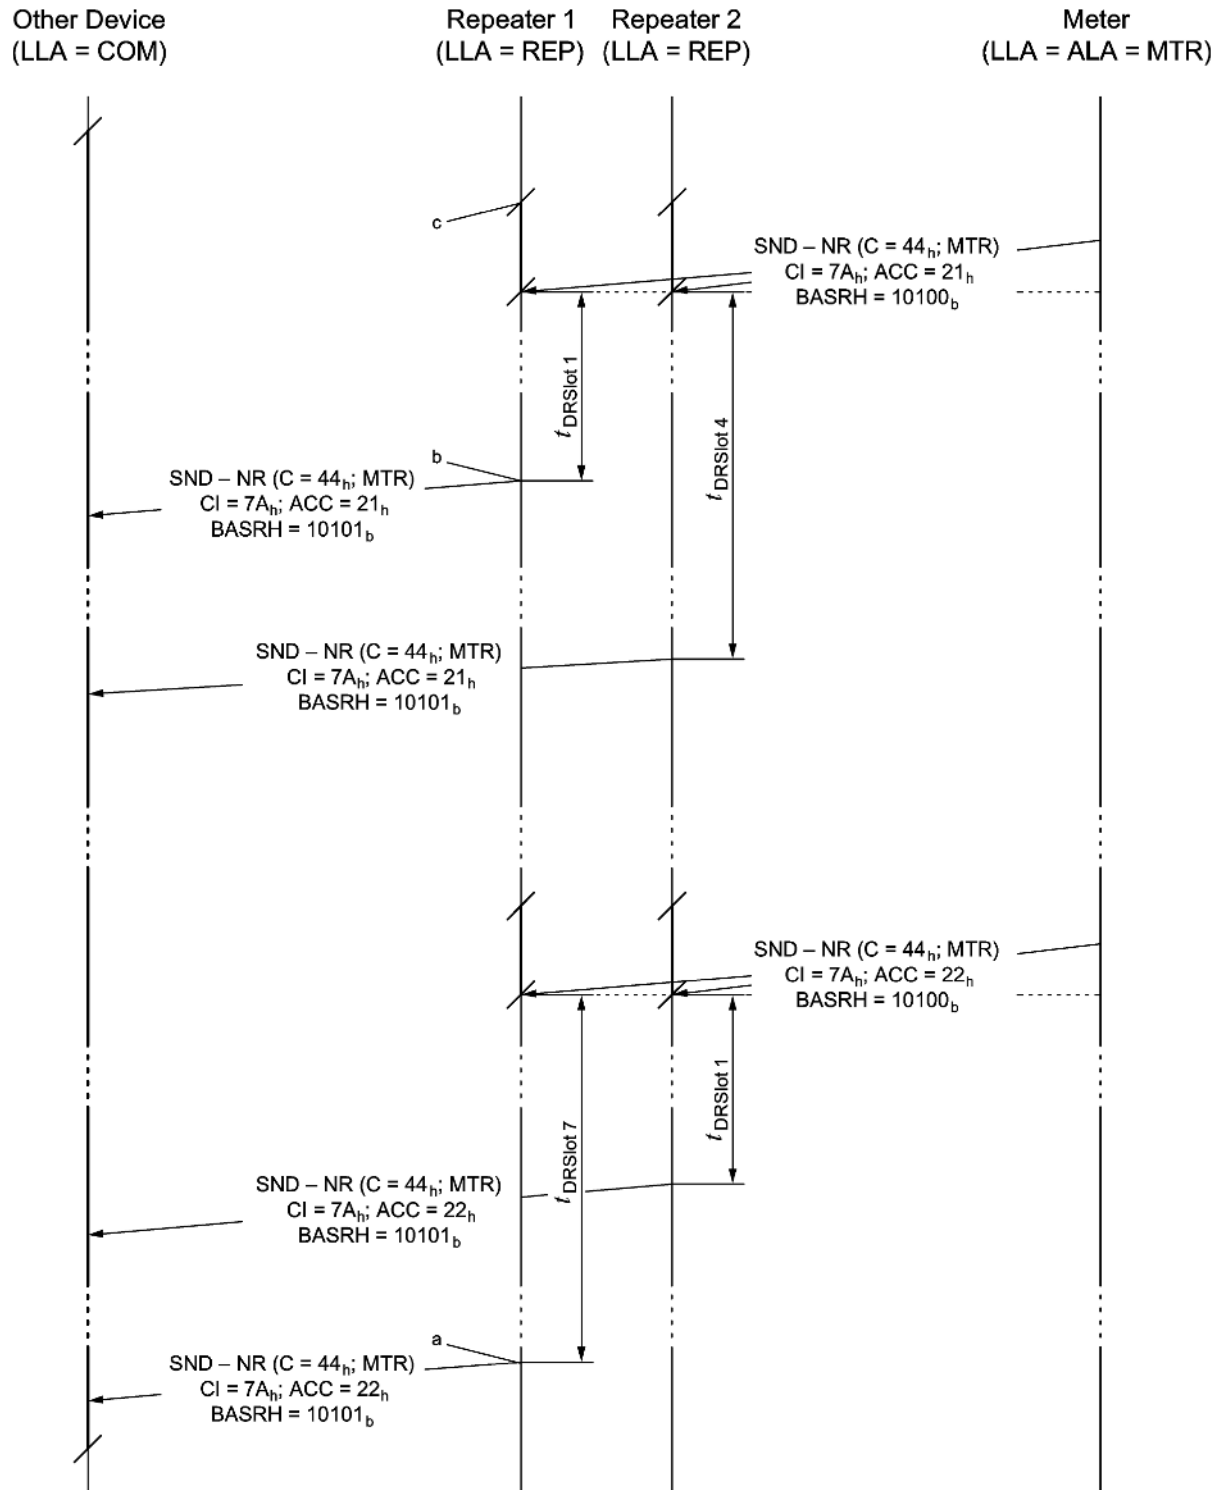 Other Device
(LLA = COM)
Repeater 1
(LLA = REP)
Repeater 2
(LLA = REP)
Meter
(LLA = ALA = MTR)
c
SND – NR (C = 44h; MTR)
CI = 7Ah; ACC = 21h
BASRH = 10100b
tDRSlot 1
tDRSlot 4
b
SND – NR (C = 44h; MTR)
CI = 7Ah; ACC = 21h
BASRH = 10101b
SND – NR (C = 44h; MTR)
CI = 7Ah; ACC = 21h
BASRH = 10101b
SND – NR (C = 44h; MTR)
CI = 7Ah; ACC = 22h
BASRH = 10100b
tDRSlot 7
tDRSlot 1
SND – NR (C = 44h; MTR)
CI = 7Ah; ACC = 22h
BASRH = 10101b
a
SND – NR (C = 44h; MTR)
CI = 7Ah; ACC = 22h
BASRH = 10101b